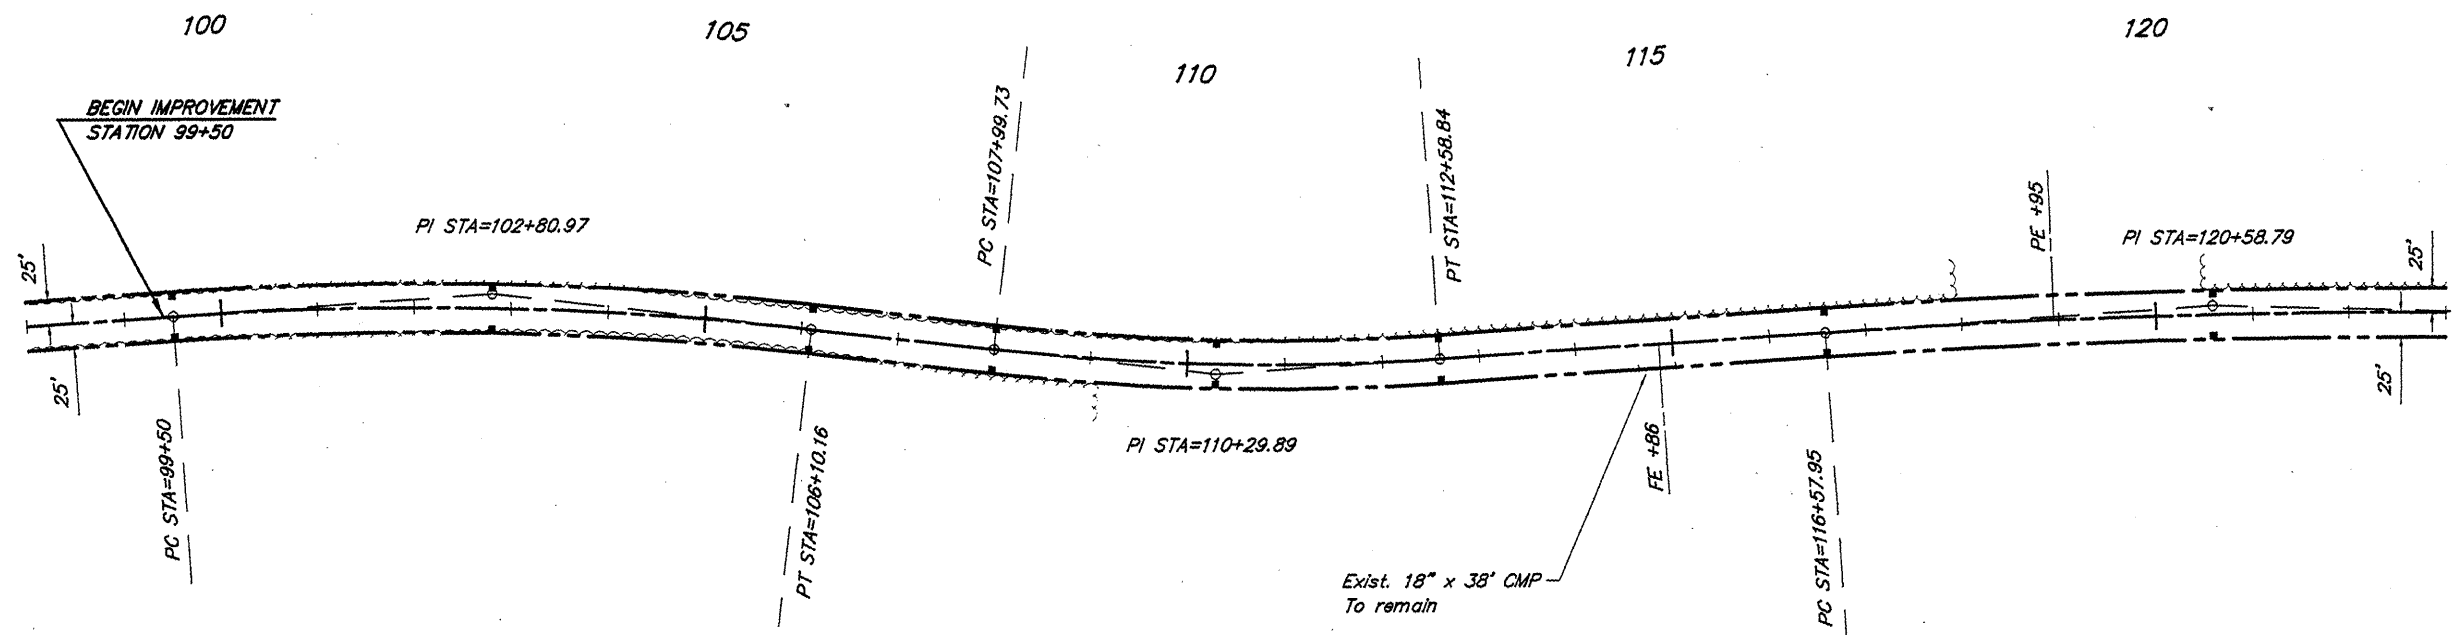 100
105
110
115
120
BEGIN IMPROVEMENT
STATION 99+50
PI STA=102+80.97
PC STA=107+99.73
PT STA=112+58.84
PE +95
PI STA=120+58.79
25'
25'
25'
25'
PC STA=99+50
PT STA=106+10.16
PI STA=110+29.89
FE +86
PC STA=116+57.95
Exist. 18" x 38' CMP
To remain